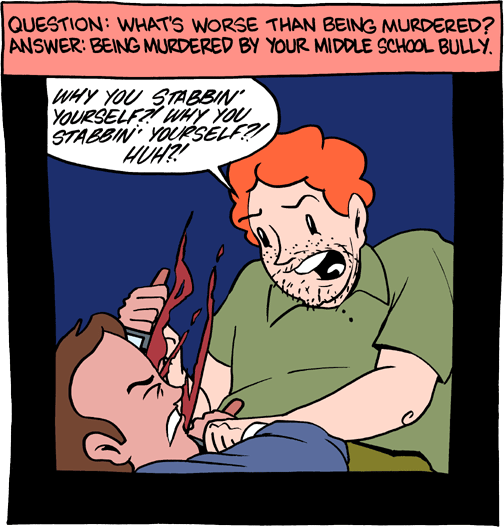 QUESTION: WHAT'S WORSE THAN BEING MURDERED?
ANSWER: BEING MURDERED BY YOUR MIDDLE SCHOOL BULLY.
WHY YOU STABBIN'
YOURSELF?! WHY YOU
STABBIN' YOURSELF?!
HUH?!